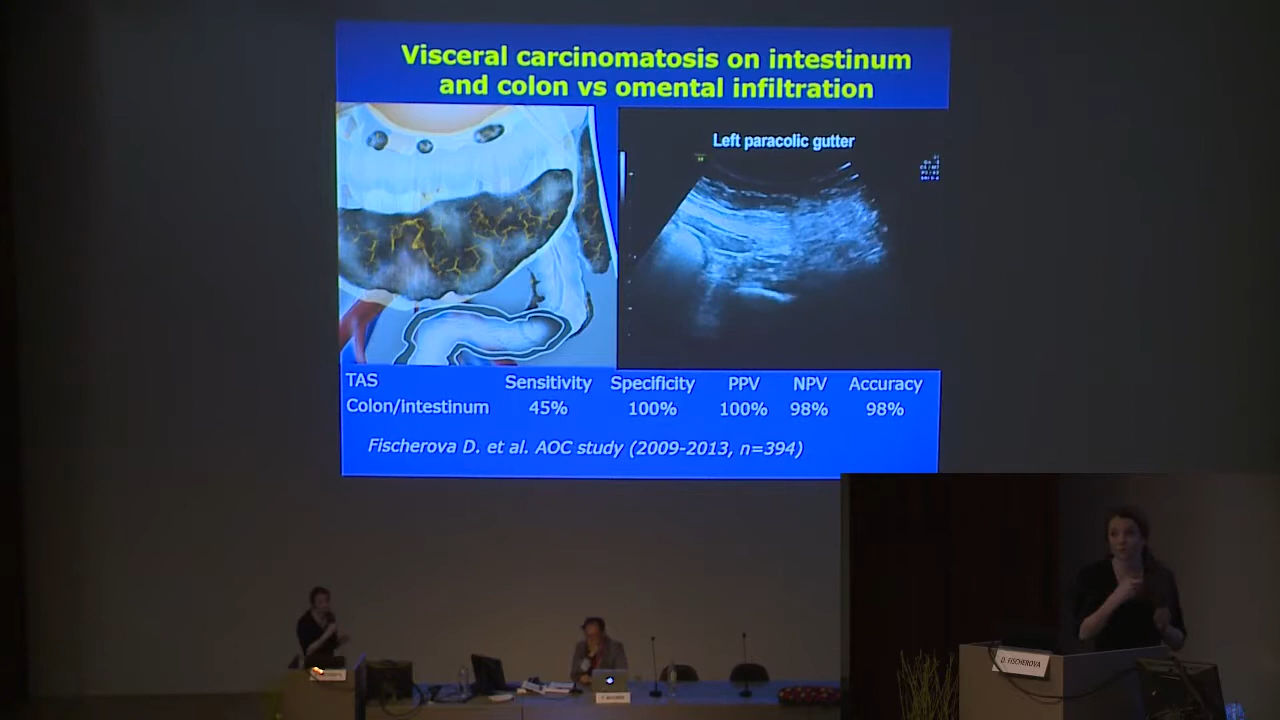 Visceral carcinomatosis on intestinum
and colon vs omental infiltration
Left paracolic gutter
TAS Sensitivity Specificity PPV NPV Accuracy
Colon/intestinum 45% 100% 100% 98% 98%
Fischerova D. et al. AOC study (2009-2013, n=394)
D. FISCHEROVA